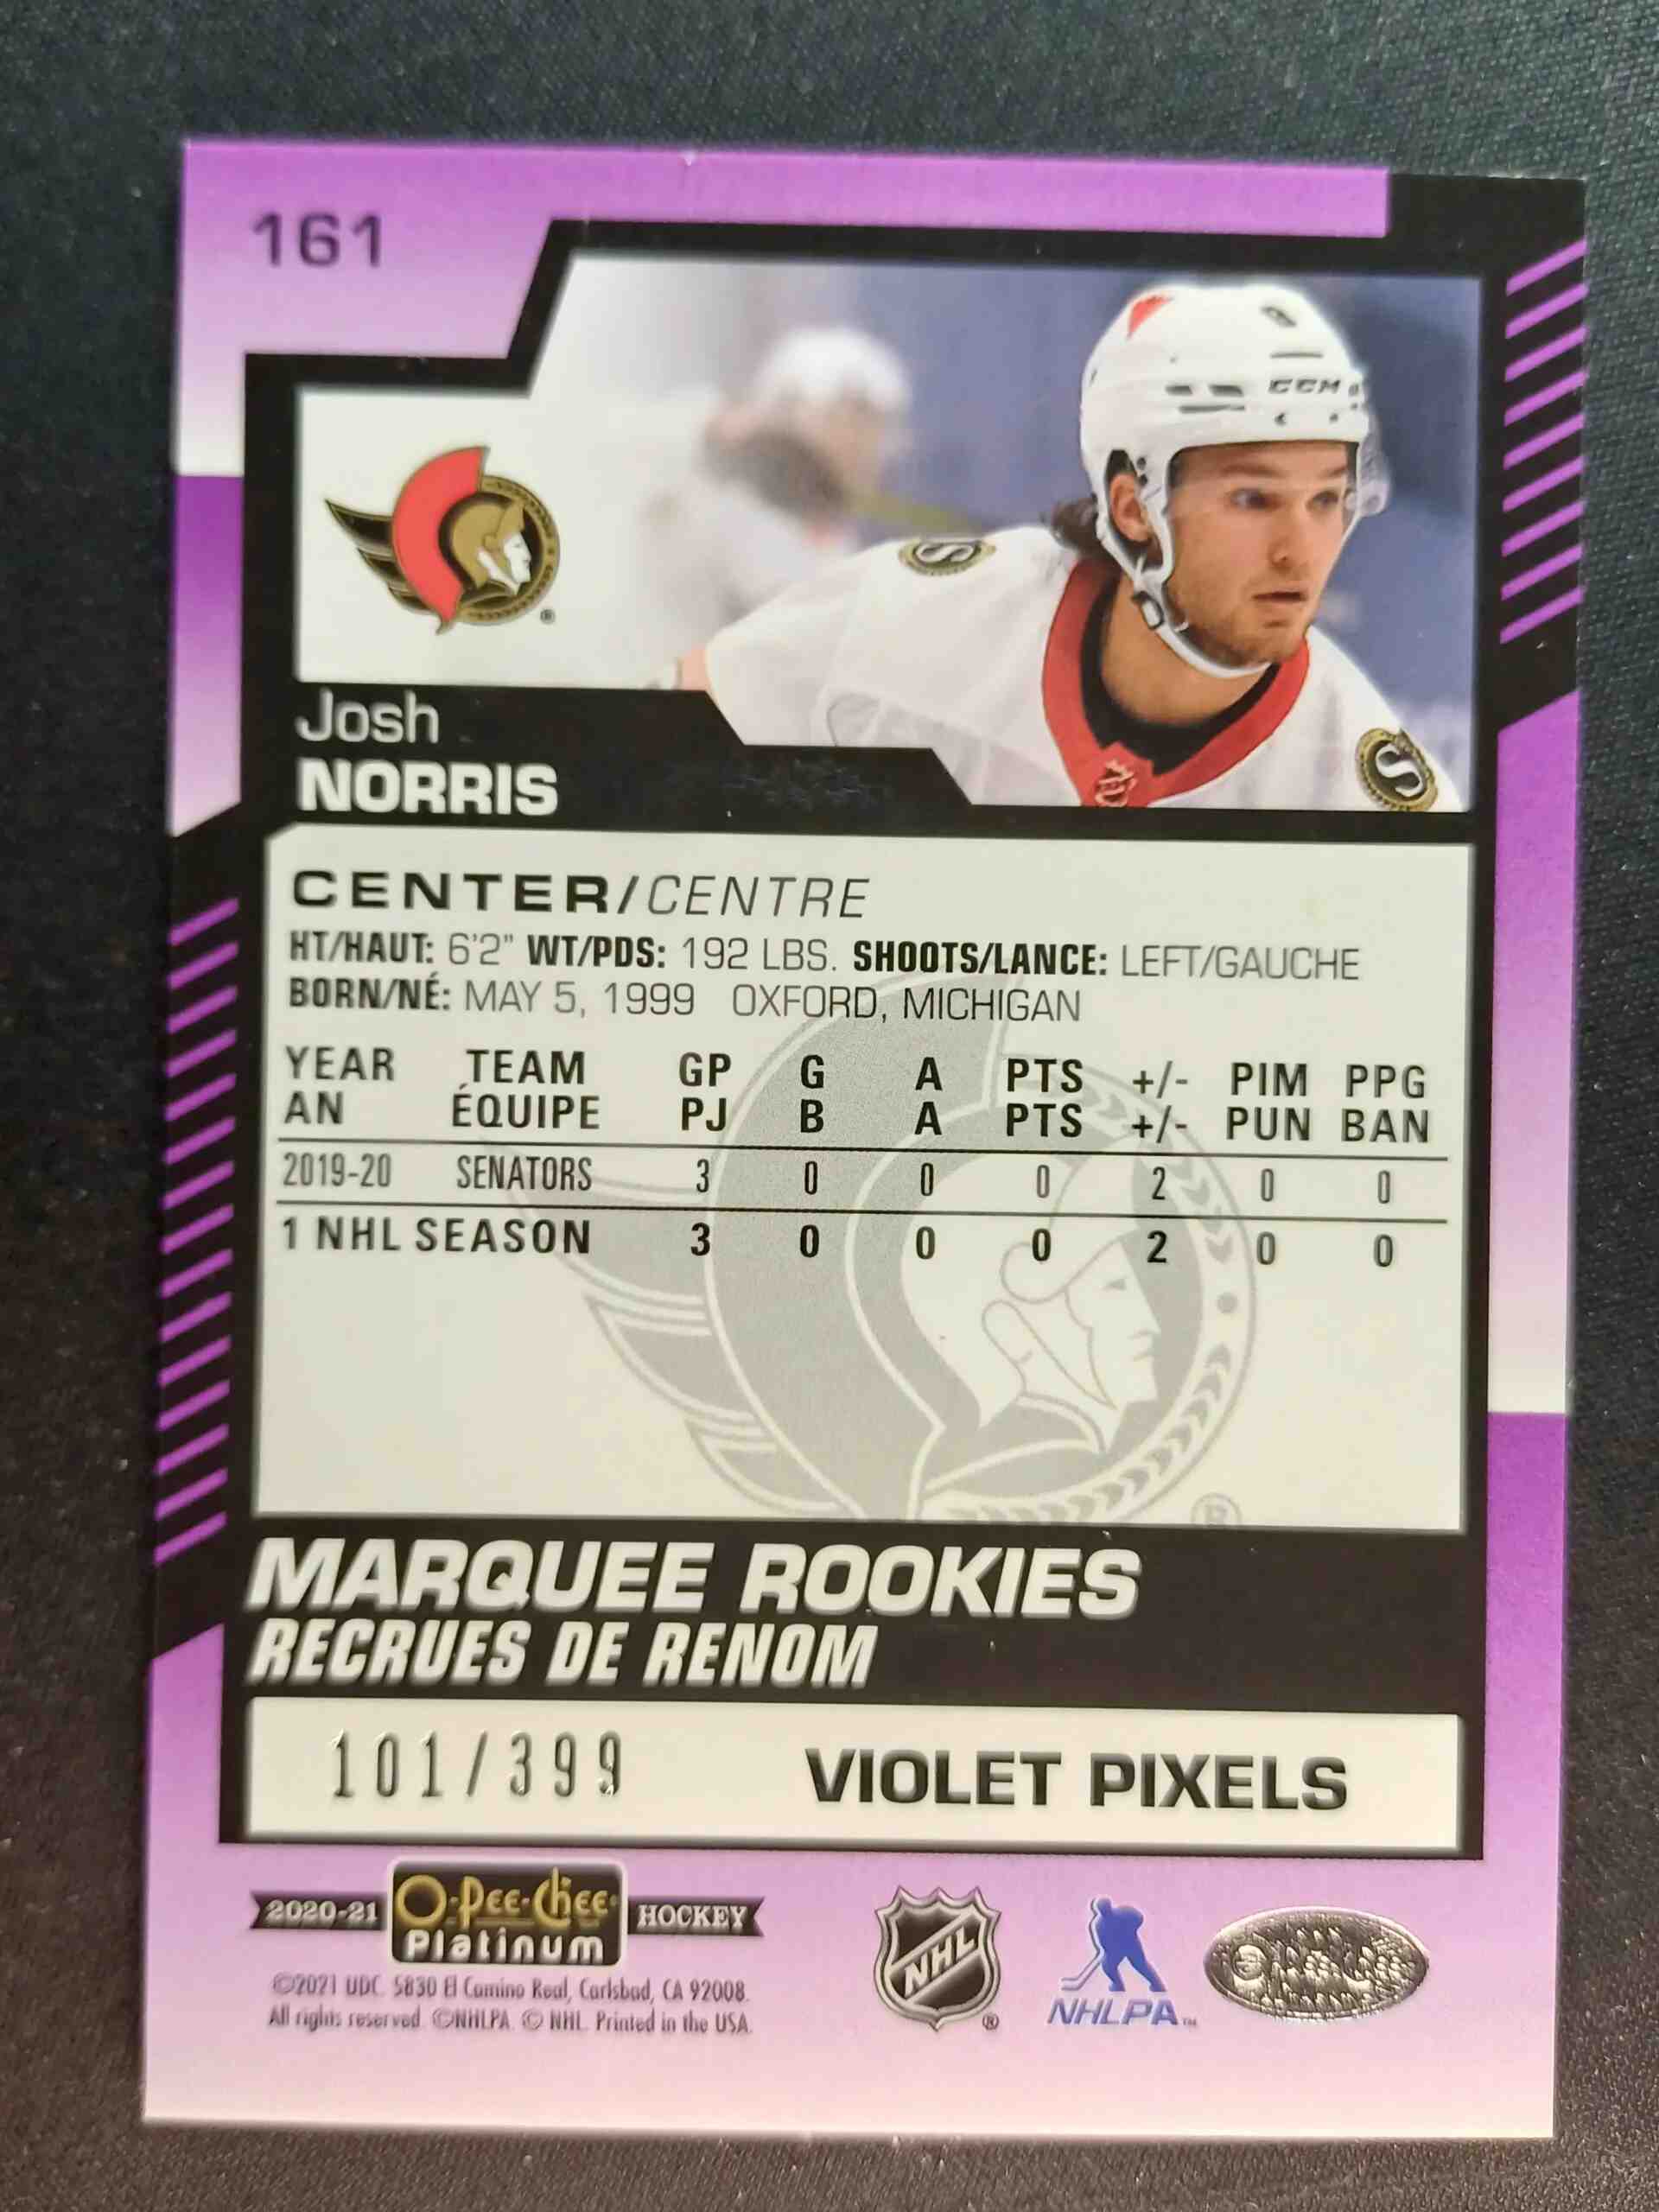 161
CCM
Josh
NORRIS
CENTER/CENTRE
HT/HAUT: 6'2" WT/PDS: 192 LBS. SHOOTS/LANCE: LEFT/GAUCHE
BORN/NÉ: MAY 5, 1999 OXFORD, MICHIGAN
YEAR TEAM GP G A PTS +/- PIM PPG
AN ÉQUIPE PJ B A PTS +/- PUN BAN
2019-20 SENATORS 3 0 0 0 2 0 0
1 NHL SEASON 3 0 0 0 2 0 0
MARQUEE ROOKIES
RECRUES DE RENOM
101/399 VIOLET PIXELS
2020-21 O-Pee-Chee Platinum HOCKEY
©2021 UDC. 5830 El Camino Real, Carlsbad, CA 92008.
All rights reserved. ©NHLPA. © NHL. Printed in the USA.
NHL ®
NHLPA™